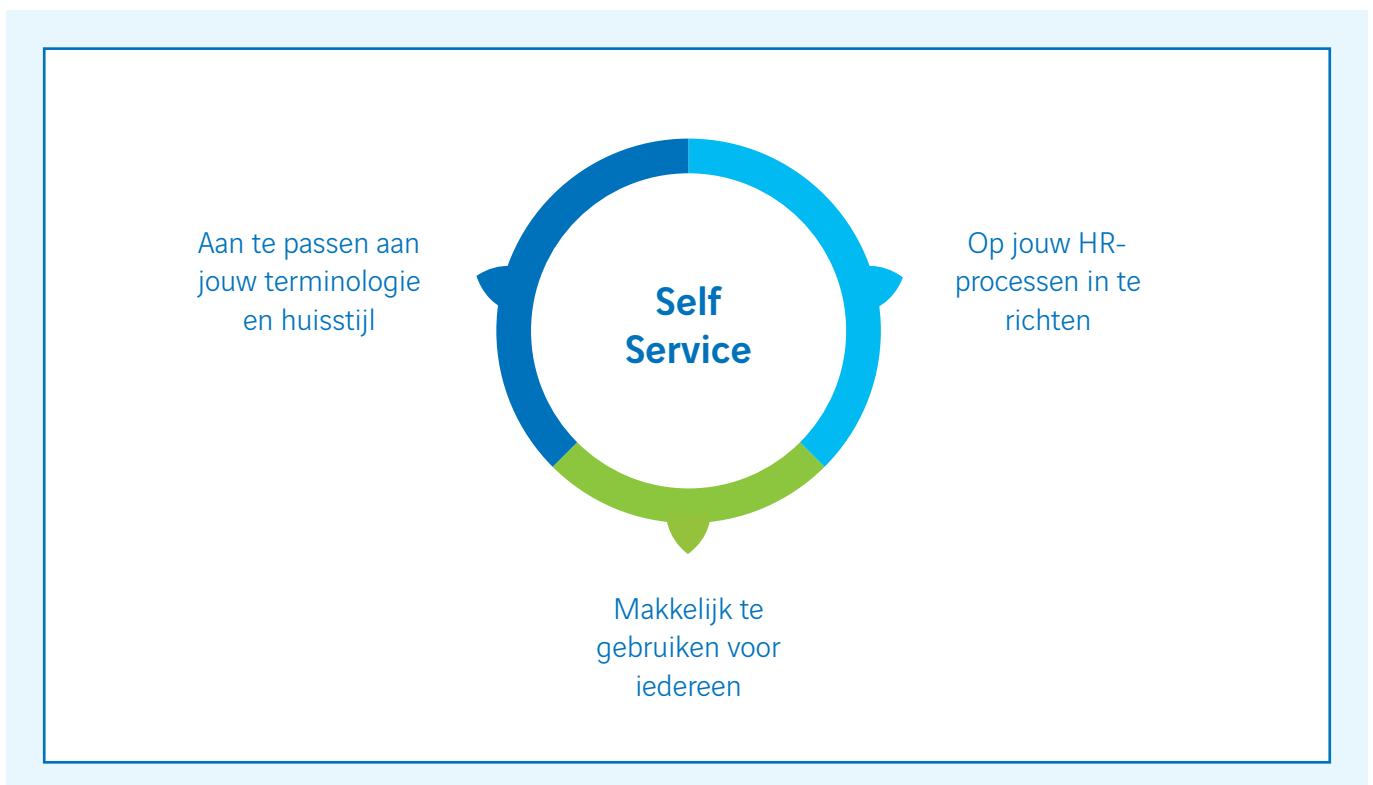 Aan te passen aan
jouw terminologie
en huisstijl
Self
Service
Op jouw HR-
processen in te
richten
Makkelijk te
gebruiken voor
iedereen